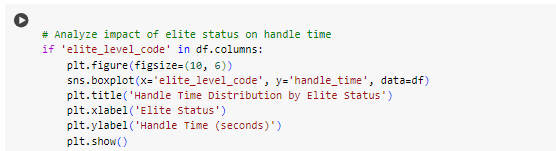 # Analyze impact of elite status on handle time
if 'elite_level_code' in df.columns:
    plt.figure(figsize=(10, 6))
    sns.boxplot(x='elite_level_code', y='handle_time', data=df)
    plt.title('Handle Time Distribution by Elite Status')
    plt.xlabel('Elite Status')
    plt.ylabel('Handle Time (seconds)')
    plt.show()